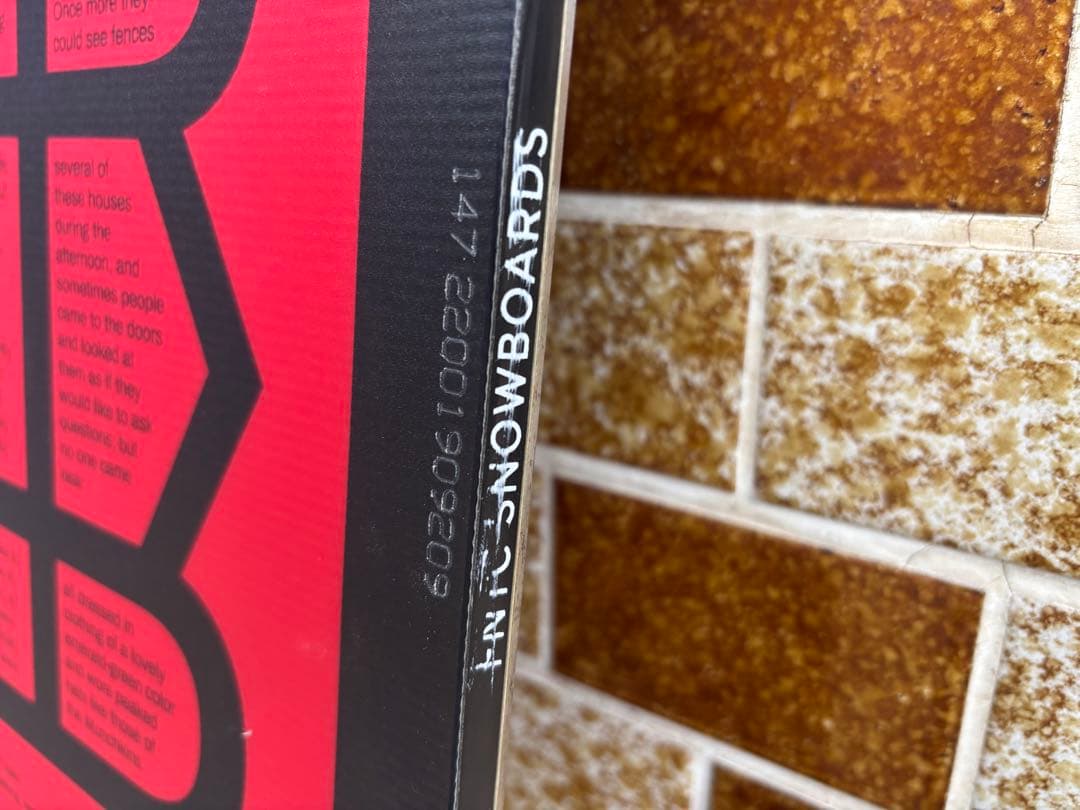 Once more they
could see fences
several of
these houses
during the
afternoon, and
sometimes people
came to the doors
and looked at
them as if they
would like to ask
questions, but
no one came
near
all dressed in
clothing of a lovely
emerald-green color
and wore peaked
hats like those of
the Munchkins
147 22001909209
SNOWBOARDS